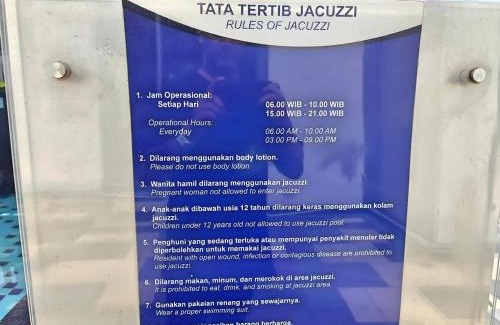 TATA TERTIB JACUZZI
RULES OF JACUZZI
1. Jam Operasional:
Setiap Hari 06.00 WIB - 10.00 WIB
15.00 WIB - 21.00 WIB
Operational Hours:
Everyday 06.00 AM - 10.00 AM
03.00 PM - 09.00 PM
2. Dilarang menggunakan body lotion.
Please do not use body lotion.
3. Wanita hamil dilarang menggunakan jacuzzi.
Pregnant woman not allowed to enter jacuzzi.
4. Anak-anak dibawah usia 12 tahun dilarang keras menggunakan kolam
jacuzzi.
Children under 12 years old not allowed to use jacuzzi pool.
5. Penghuni yang sedang terluka atau mempunyai penyakit menular tidak
diperbolehkan untuk memakai jacuzzi.
Resident with open wound, infection or contagious disease are prohibited to
use jacuzzi.
6. Dilarang makan, minum, dan merokok di area jacuzzi.
It is prohibited to eat, drink, and smoking at jacuzzi area.
7. Gunakan pakaian renang yang sewajarnya.
Wear a proper swimming suit.
barang berharga.